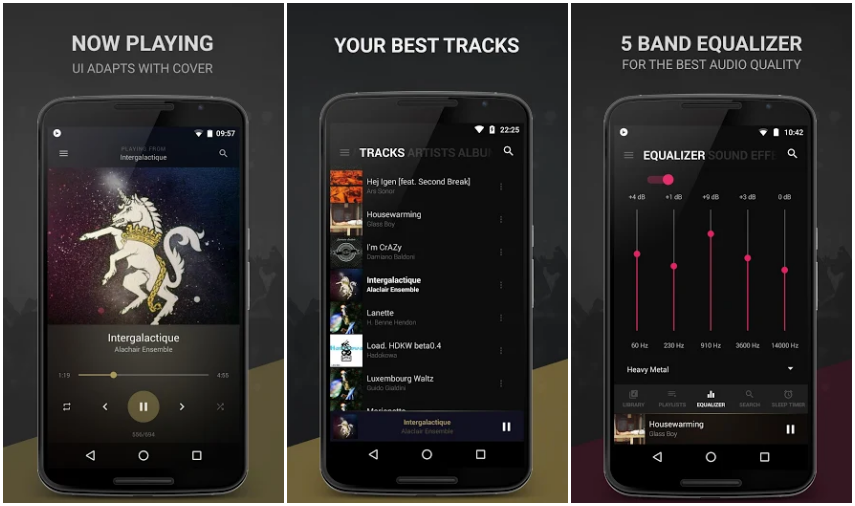 NOW PLAYING
UI ADAPTS WITH COVER
09:57
PLAYING FROM
Intergalactique
Intergalactique
Alachair Ensemble
1:19
4:55
556/604
YOUR BEST TRACKS
22:25
TRACKS ARTISTS ALBU
Hej Igen [feat. Second Break]
Ars Sonor
Housewarming
Glass Boy
I'm CrAZy
Damiano Baldoni
Intergalactique
Alaclair Ensemble
Lanette
H. Benne Hendon
Load. HDKW beta0.4
Hadokowa
Luxembourg Waltz
Guido Gialdis
Intergalactique
Alaclair Ensemble
5 BAND EQUALIZER
FOR THE BEST AUDIO QUALITY
10:42
EQUALIZER SOUND EFFE
+4 dB +1 dB +9 dB +3 dB 0 dB
60 Hz 230 Hz 910 Hz 3600 Hz 14000 Hz
Heavy Metal
LIBRARY PLAYLISTS EQUALIZER SEARCH SLEEP TIMER
Housewarming
Glass Boy